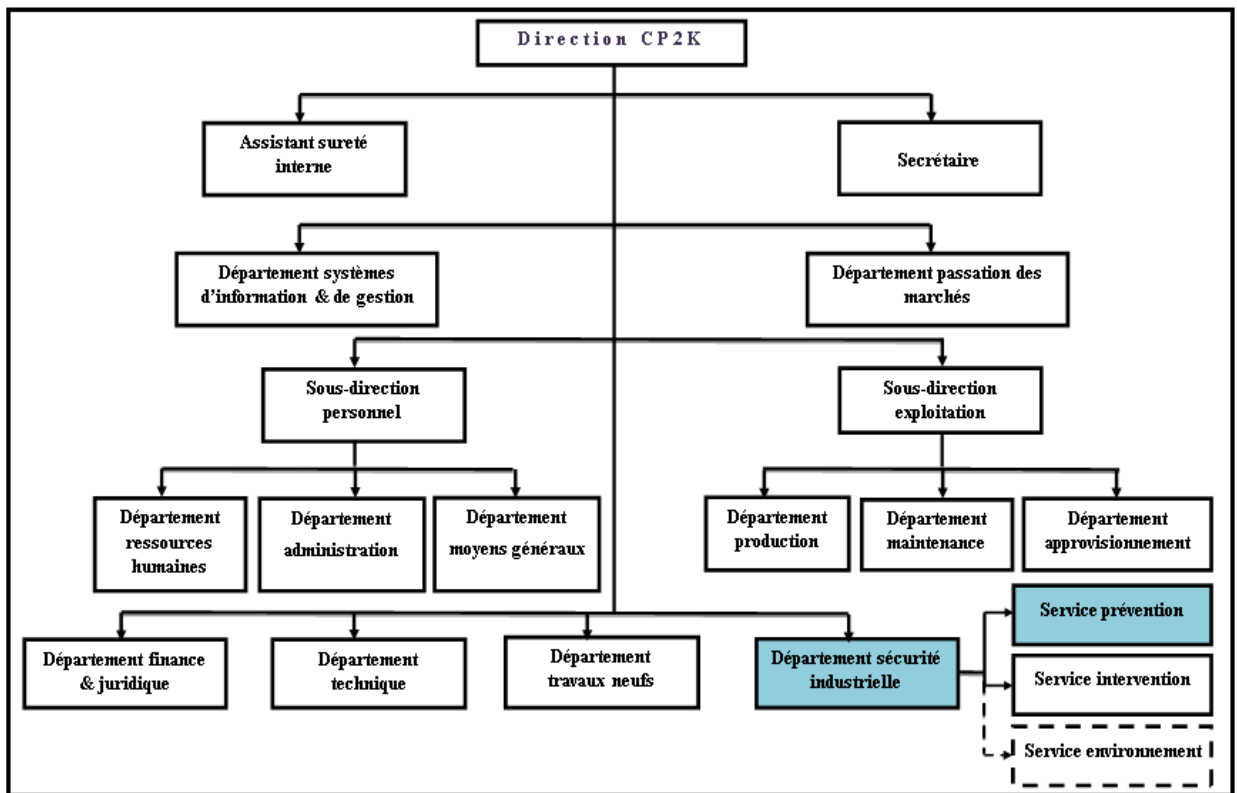 Direction CP2K
Assistant sureté
interne
Secrétaire
Département systèmes
d'information & de gestion
Département passation des
marchés
Sous-direction
personnel
Sous-direction
exploitation
Département
ressources
humaines
Département
administration
Département
moyens généraux
Département
production
Département
maintenance
Département
approvisionnement
Service prévention
Service intervention
Service environnement
Département finance
& juridique
Département
technique
Département
travaux neufs
Département sécurité
industrielle